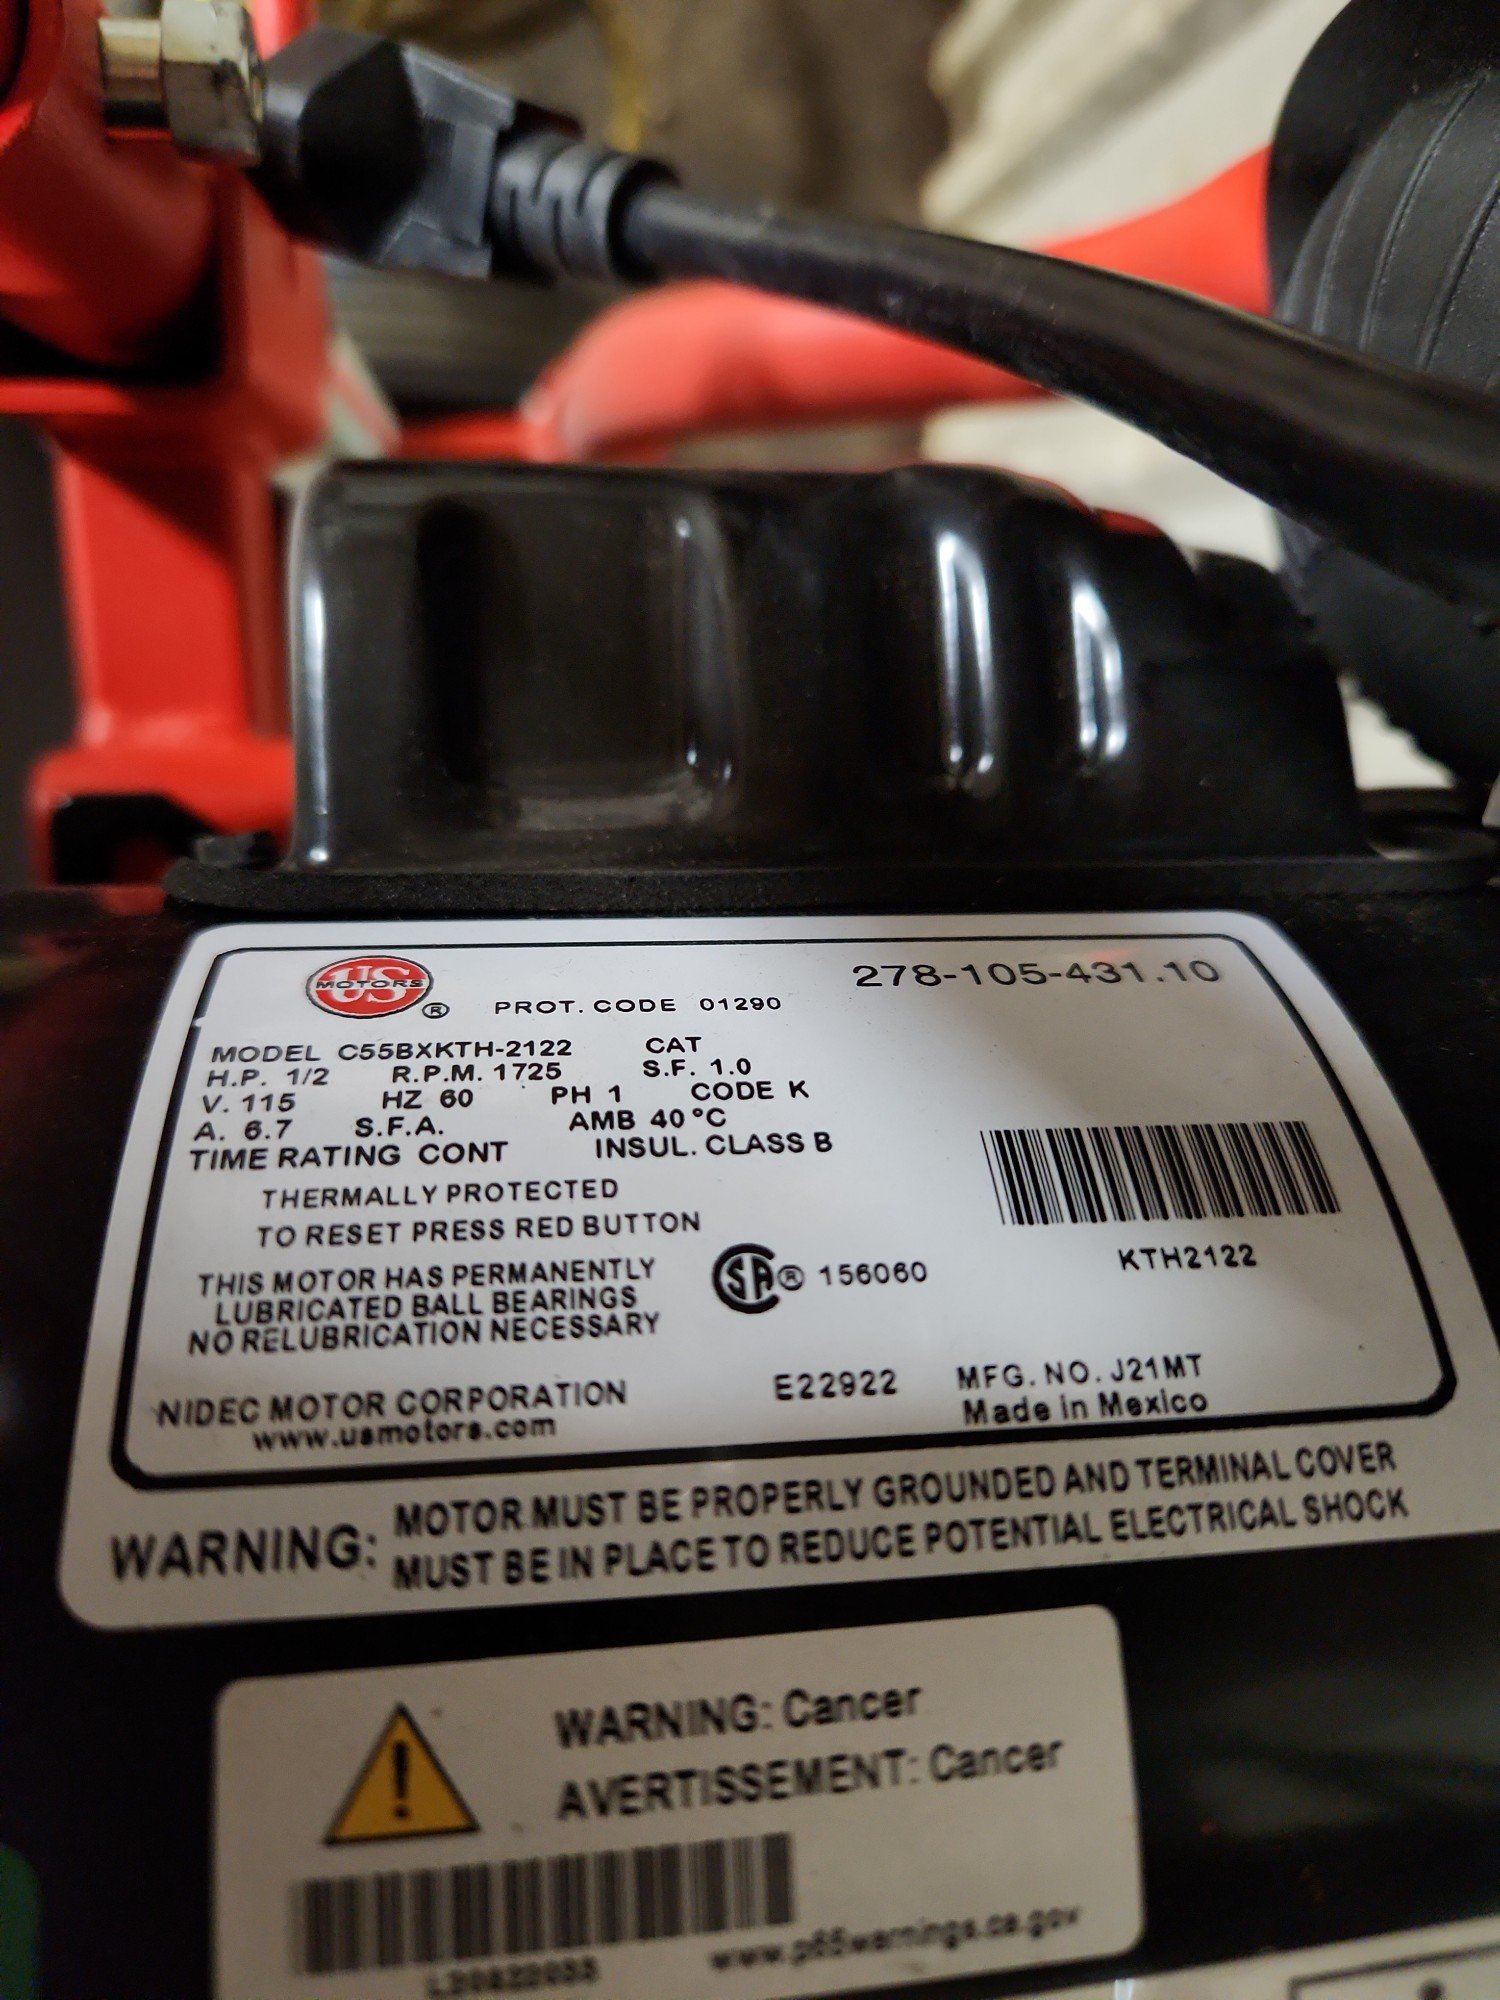 US
MOTORS ®
PROT. CODE 01290
278-105-431.10
MODEL C55BXKTH-2122 CAT
H.P. 1/2 R.P.M. 1725 S.F. 1.0
V. 115 HZ 60 PH 1 CODE K
A. 6.7 S.F.A. AMB 40°C
TIME RATING CONT INSUL. CLASS B
THERMALLY PROTECTED
TO RESET PRESS RED BUTTON
THIS MOTOR HAS PERMANENTLY
LUBRICATED BALL BEARINGS
NO RELUBRICATION NECESSARY
SA® 156060
KTH2122
NIDEC MOTOR CORPORATION
www.usmotors.com
E22922
MFG. NO. J21MT
Made in Mexico
WARNING: MOTOR MUST BE PROPERLY GROUNDED AND TERMINAL COVER
MUST BE IN PLACE TO REDUCE POTENTIAL ELECTRICAL SHOCK
WARNING: Cancer
AVERTISSEMENT: Cancer
www.p65warnings.ca.gov